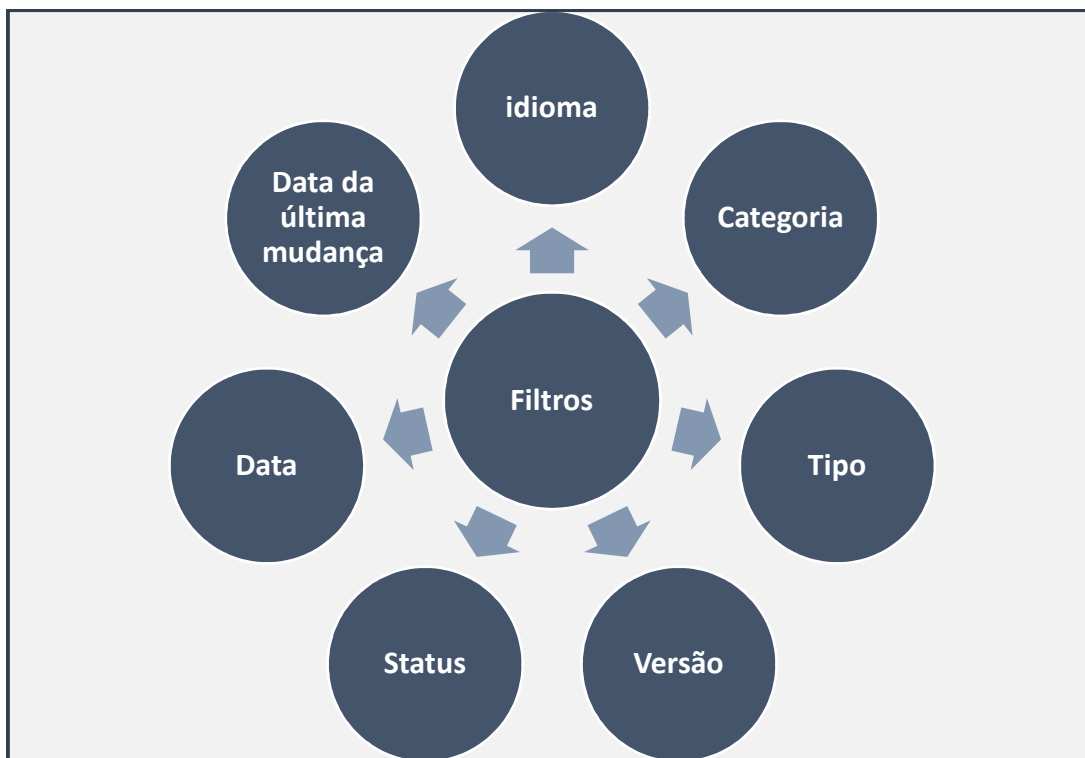 idioma
Data da
última
mudança
Categoria
Filtros
Data
Tipo
Status
Versão